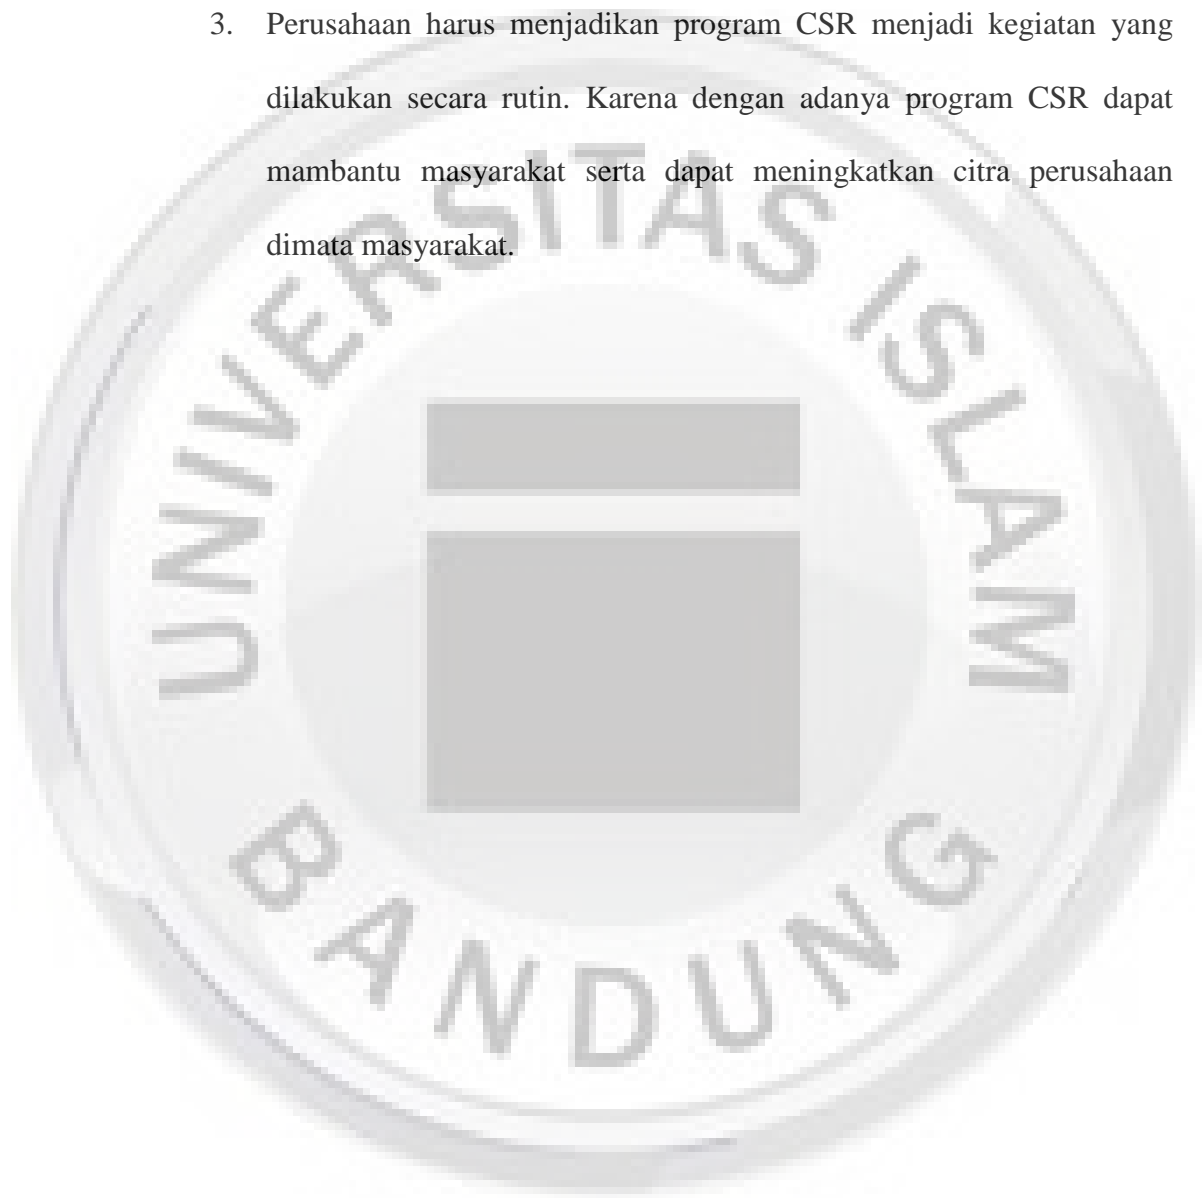 3. Perusahaan harus menjadikan program CSR menjadi kegiatan yang
dilakukan secara rutin. Karena dengan adanya program CSR dapat
mambantu masyarakat serta dapat meningkatkan citra perusahaan
dimata masyarakat.
UNIVERSITAS ISLAM
BANDUNG